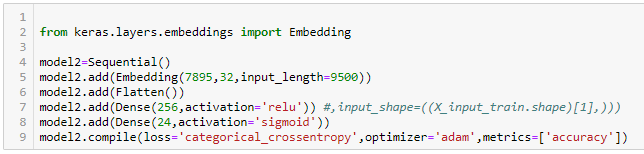 1
2 from keras.layers.embeddings import Embedding
3
4 model2=Sequential()
5 model2.add(Embedding(7895,32,input_length=9500))
6 model2.add(Flatten())
7 model2.add(Dense(256,activation='relu')) #,input_shape=((X_input_train.shape)[1],)))
8 model2.add(Dense(24,activation='sigmoid'))
9 model2.compile(loss='categorical_crossentropy',optimizer='adam',metrics=['accuracy'])